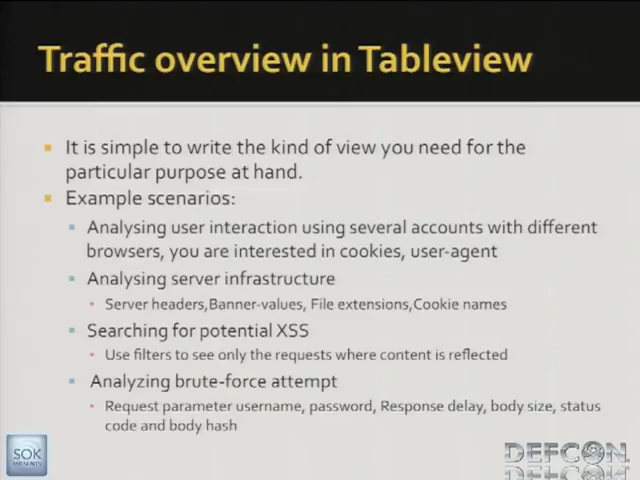 Traffic overview in Tableview
It is simple to write the kind of view you need for the
particular purpose at hand.
Example scenarios:
Analysing user interaction using several accounts with different
browsers, you are interested in cookies, user-agent
Analysing server infrastructure
Server headers,Banner-values, File extensions,Cookie names
Searching for potential XSS
Use filters to see only the requests where content is reflected
Analyzing brute-force attempt
Request parameter username, password, Response delay, body size, status
code and body hash
SOK
DEFCON